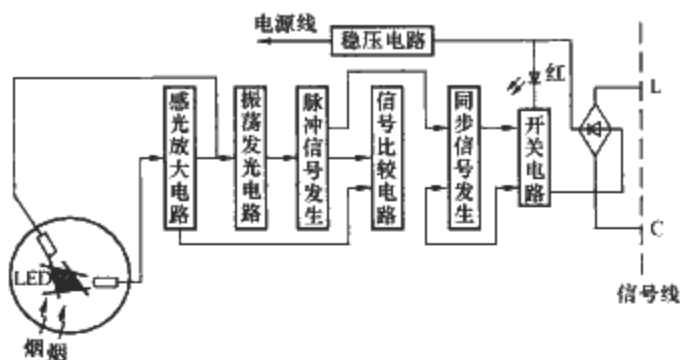 电源线
稳压电路
红
L
感光放大电路
振荡发光电路
脉冲信号发生
信号比较电路
同步信号发生
开关电路
C
LED
信号线
烟
烟